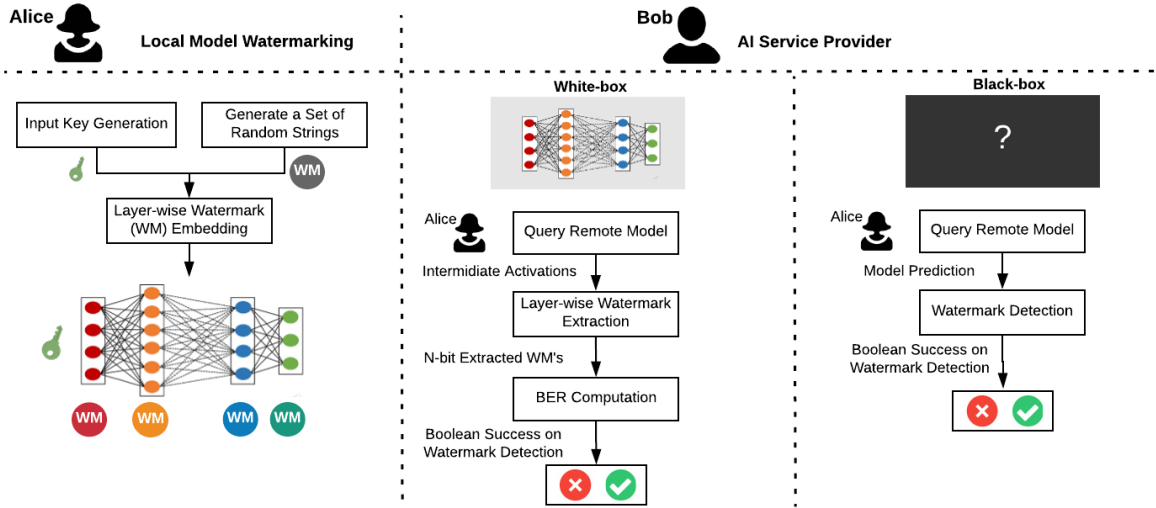 Alice
Local Model Watermarking
Bob
AI Service Provider
Input Key Generation
Generate a Set of
Random Strings
WM
Layer-wise Watermark
(WM) Embedding
WM
WM
WM
WM
White-box
Alice
Query Remote Model
Intermidiate Activations
Layer-wise Watermark
Extraction
N-bit Extracted WM's
BER Computation
Boolean Success on
Watermark Detection
Black-box
?
Alice
Query Remote Model
Model Prediction
Watermark Detection
Boolean Success on
Watermark Detection